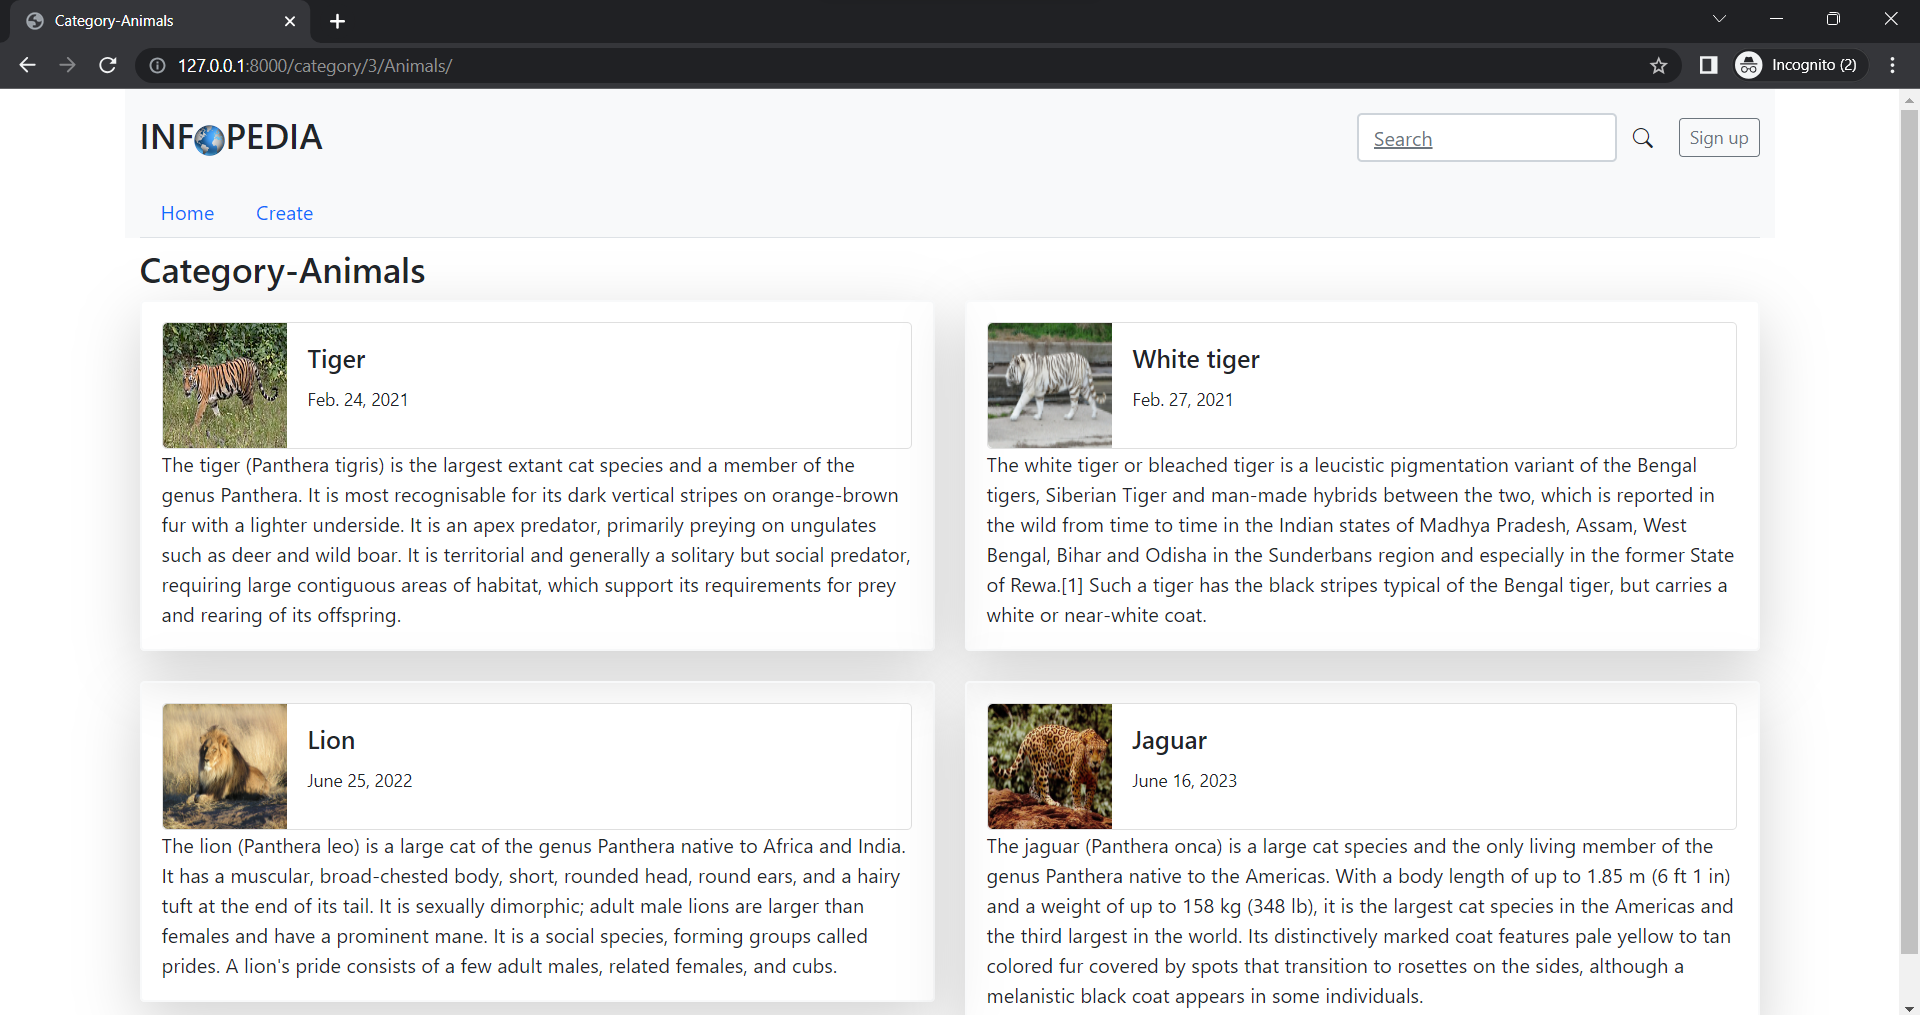 Category-Animals
127.0.0.1:8000/category/3/Animals/
Incognito (2)
INFOPEDIA
Search
Sign up
Home Create
Category-Animals
Tiger
Feb. 24, 2021
The tiger (Panthera tigris) is the largest extant cat species and a member of the
genus Panthera. It is most recognisable for its dark vertical stripes on orange-brown
fur with a lighter underside. It is an apex predator, primarily preying on ungulates
such as deer and wild boar. It is territorial and generally a solitary but social predator,
requiring large contiguous areas of habitat, which support its requirements for prey
and rearing of its offspring.
White tiger
Feb. 27, 2021
The white tiger or bleached tiger is a leucistic pigmentation variant of the Bengal
tigers, Siberian Tiger and man-made hybrids between the two, which is reported in
the wild from time to time in the Indian states of Madhya Pradesh, Assam, West
Bengal, Bihar and Odisha in the Sunderbans region and especially in the former State
of Rewa.[1] Such a tiger has the black stripes typical of the Bengal tiger, but carries a
white or near-white coat.
Lion
June 25, 2022
The lion (Panthera leo) is a large cat of the genus Panthera native to Africa and India.
It has a muscular, broad-chested body, short, rounded head, round ears, and a hairy
tuft at the end of its tail. It is sexually dimorphic; adult male lions are larger than
females and have a prominent mane. It is a social species, forming groups called
prides. A lion's pride consists of a few adult males, related females, and cubs.
Jaguar
June 16, 2023
The jaguar (Panthera onca) is a large cat species and the only living member of the
genus Panthera native to the Americas. With a body length of up to 1.85 m (6 ft 1 in)
and a weight of up to 158 kg (348 lb), it is the largest cat species in the Americas and
the third largest in the world. Its distinctively marked coat features pale yellow to tan
colored fur covered by spots that transition to rosettes on the sides, although a
melanistic black coat appears in some individuals.